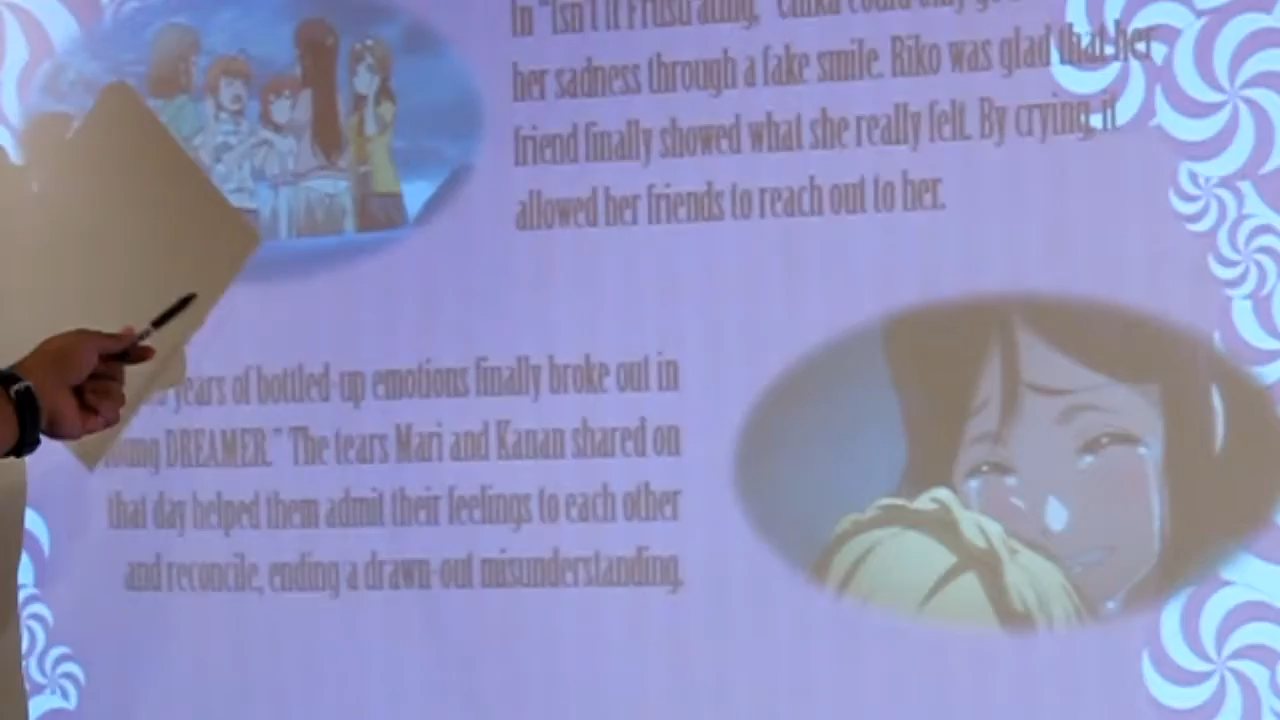 In "Isn't it Frustrating,"
her sadness through a fake smile. Riko was glad that her
friend finally showed what she really felt. By crying, it
allowed her friends to reach out to her.
years of bottled-up emotions finally broke out in
DREAMER." The tears Mari and Kanan shared on
that day helped them admit their feelings to each other
and reconcile, ending a drawn-out misunderstanding.